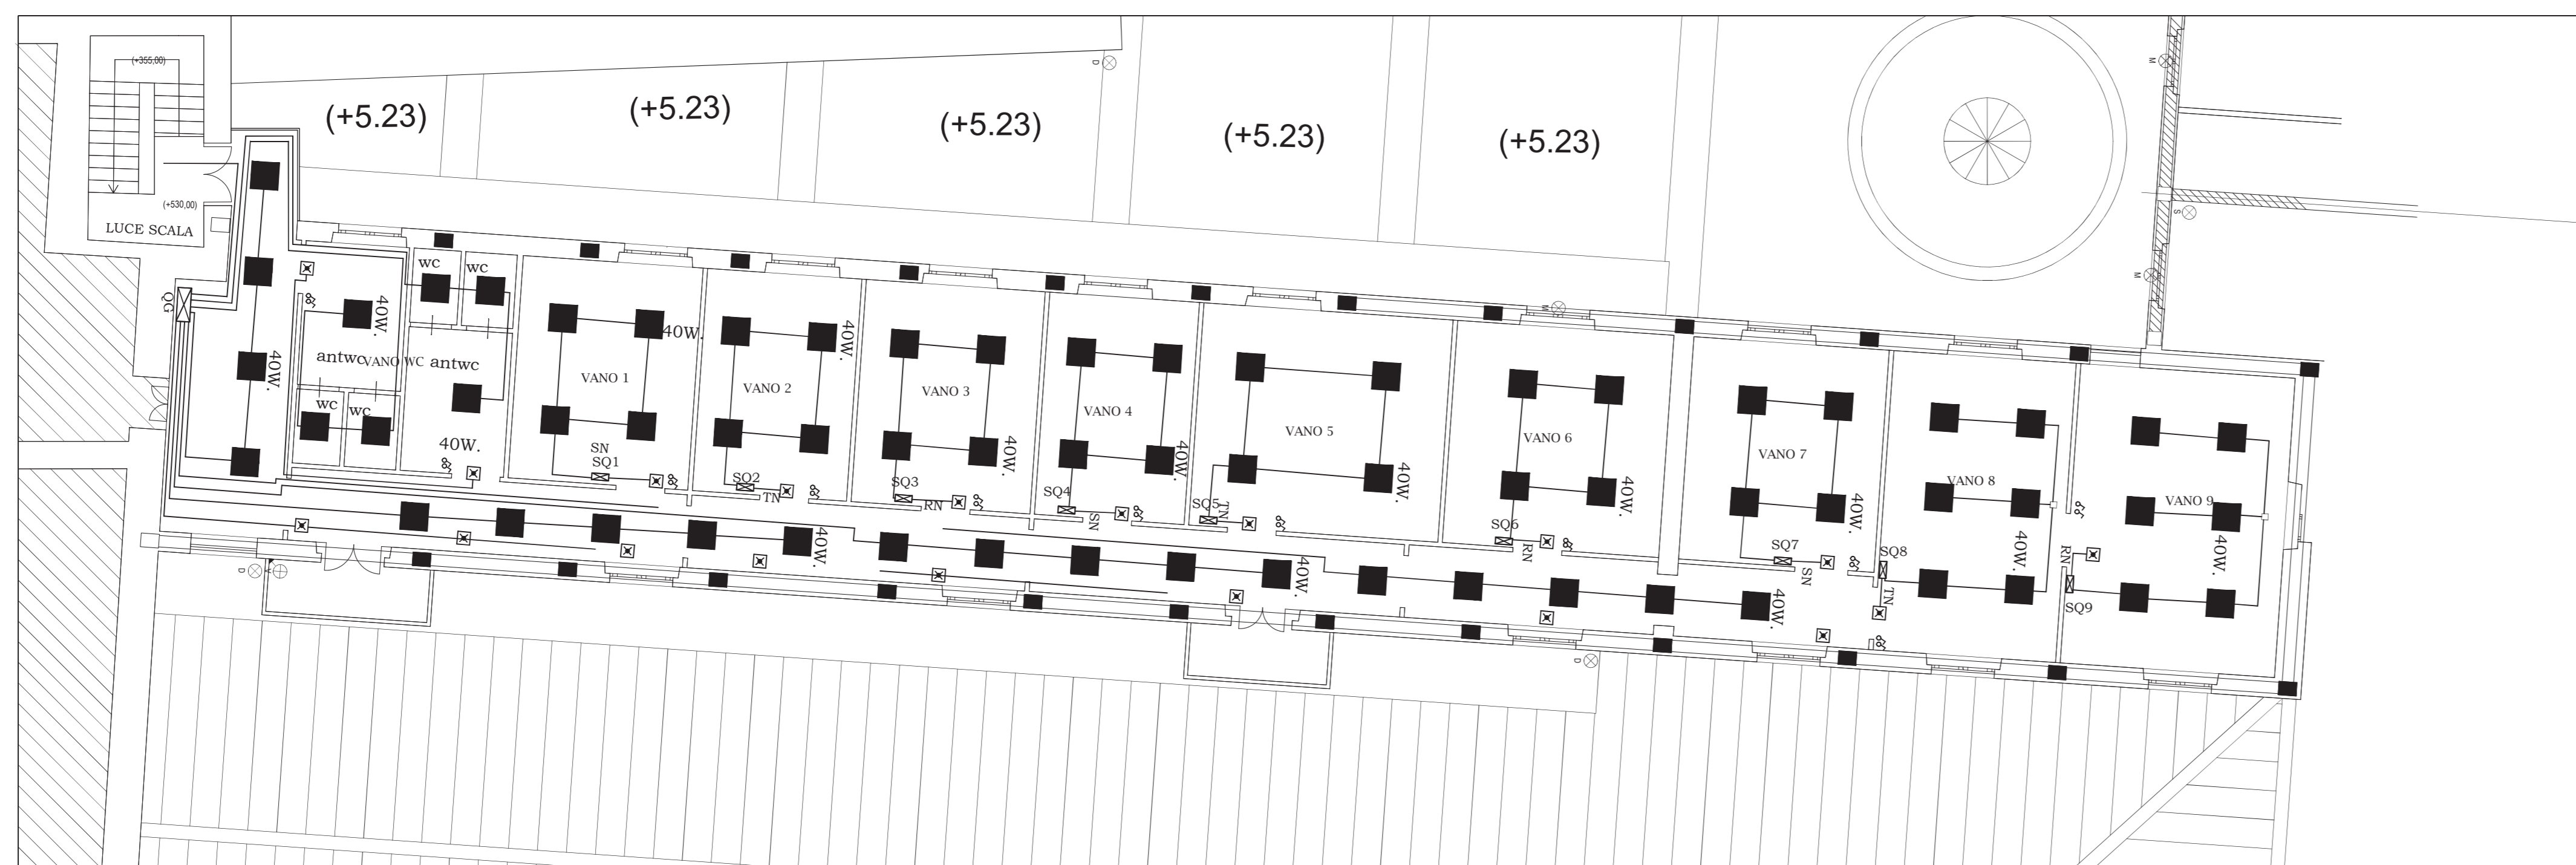 (+355,00)
(+5.23)
(+5.23)
(+5.23)
(+5.23)
(+5.23)
D
M
S
M
M
(+530,00)
LUCE SCALA
QG
wc
wc
40W.
40W.
antwc
VANO WC
antwc
wc
wc
40W.
VANO 1
40W.
SN
SQ1
VANO 2
40W.
SQ2
TN
VANO 3
40W.
SQ3
RN
VANO 4
40W.
SQ4
SN
VANO 5
40W.
SQ5
TN
VANO 6
40W.
SQ6
RN
VANO 7
40W.
SQ7
SN
VANO 8
40W.
SQ8
TN
VANO 9
40W.
RN
SQ9
40W.
40W.
40W.
D
V
D